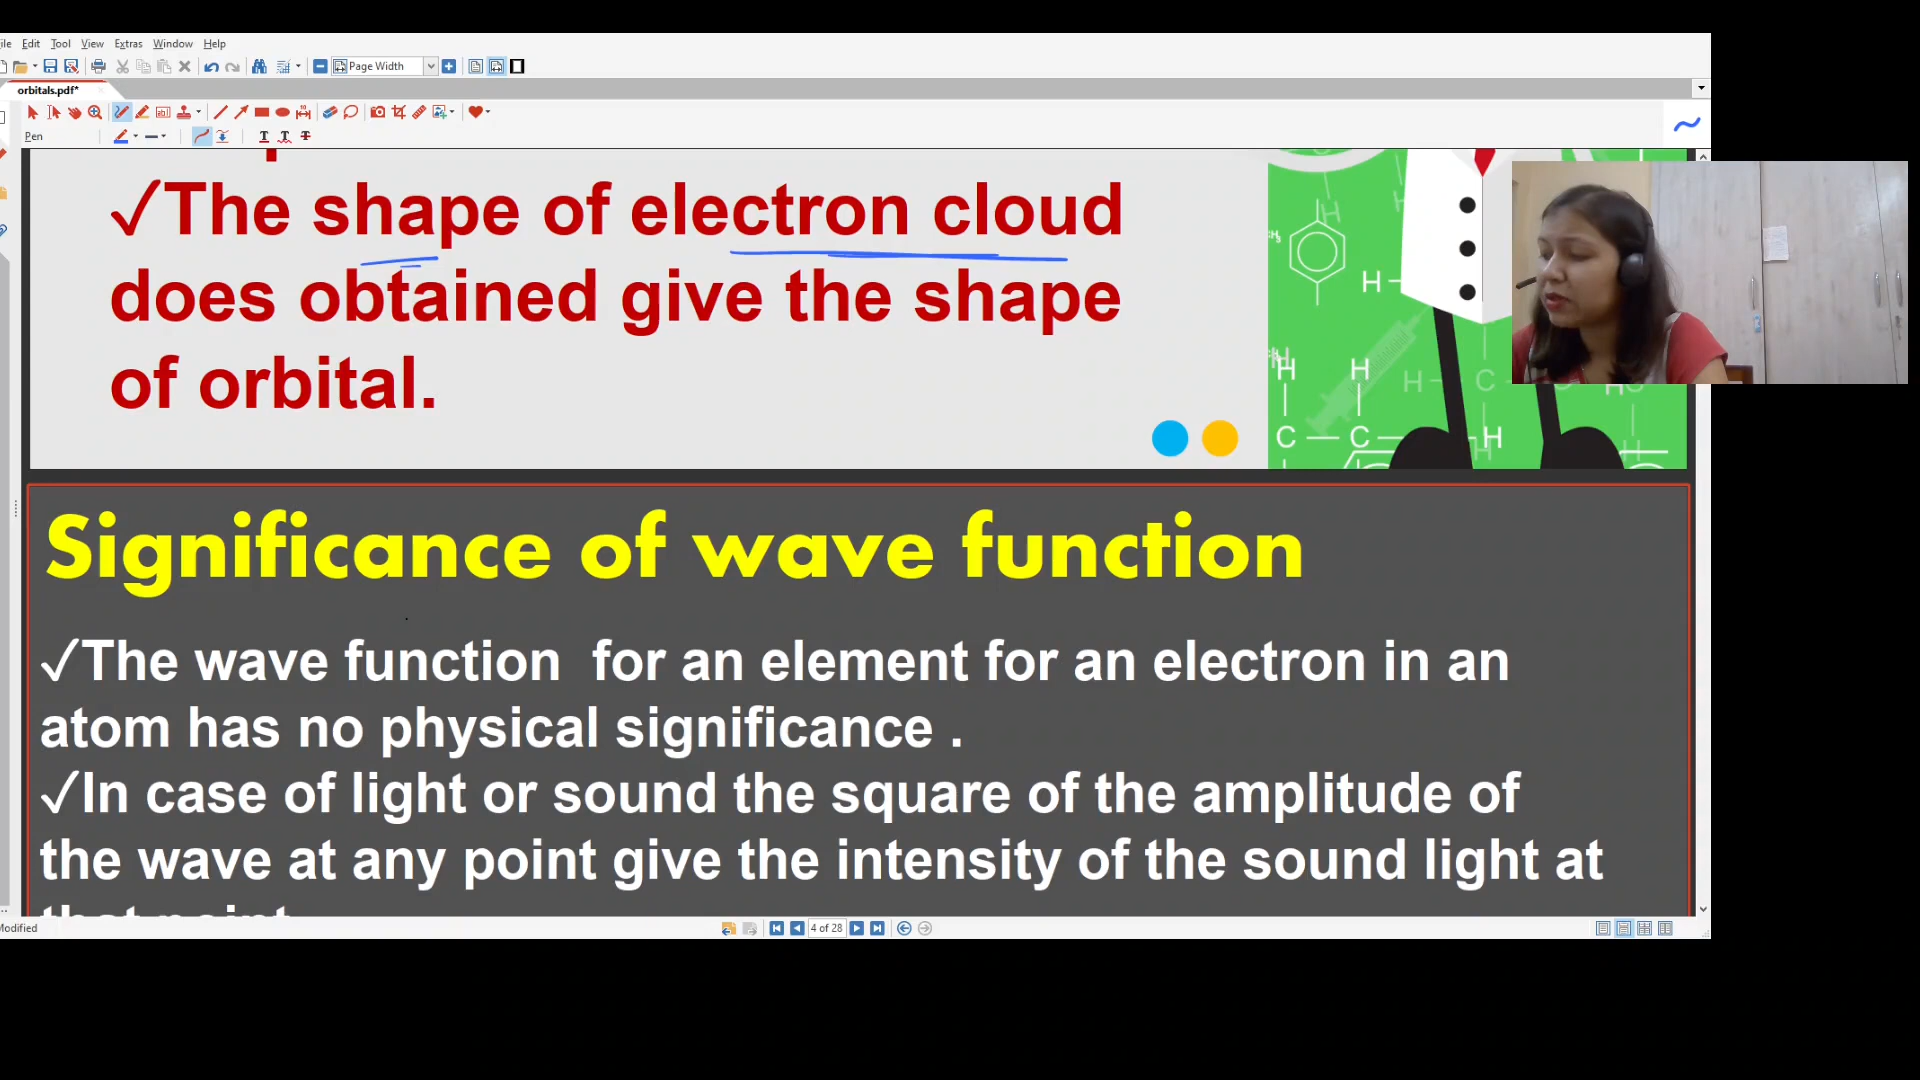 ile Edit Tool View Extras Window Help
Page Width
orbitals.pdf*
Pen
✓The shape of electron cloud
does obtained give the shape
of orbital.
H
H H H C
C C H
H
Significance of wave function
✓The wave function for an element for an electron in an
atom has no physical significance .
✓In case of light or sound the square of the amplitude of
the wave at any point give the intensity of the sound light at
that point
Modified 4 of 28